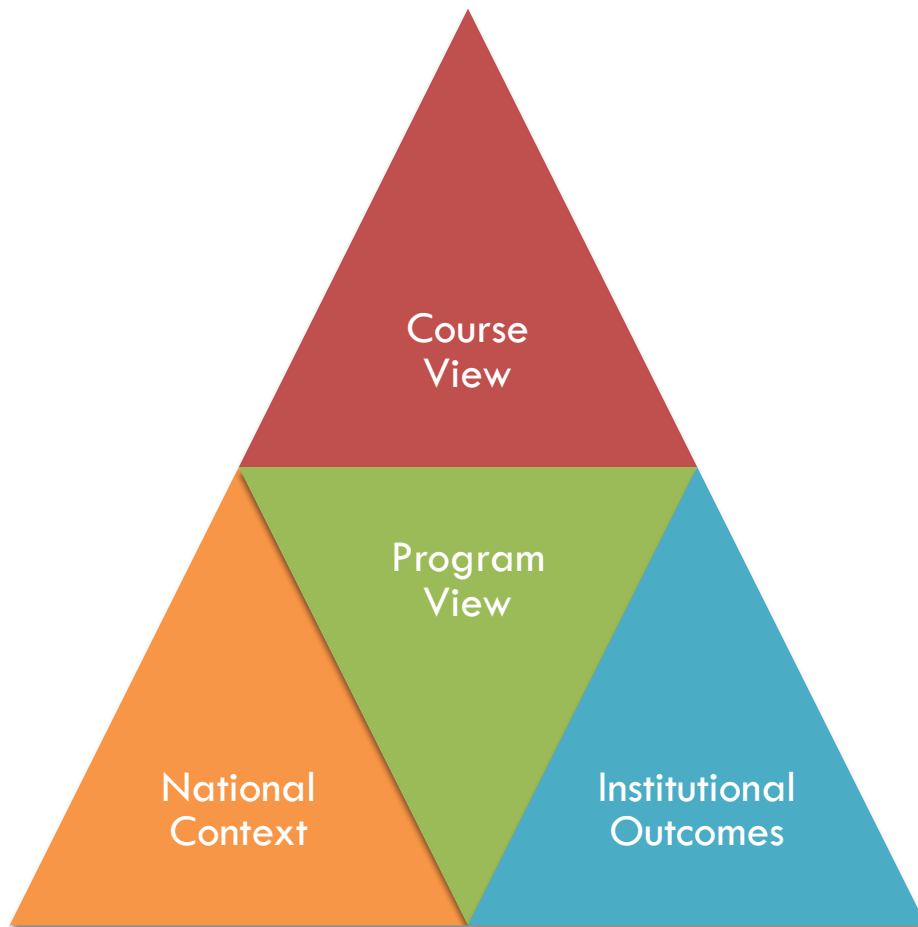 Course
View
Program
View
National
Context
Institutional
Outcomes